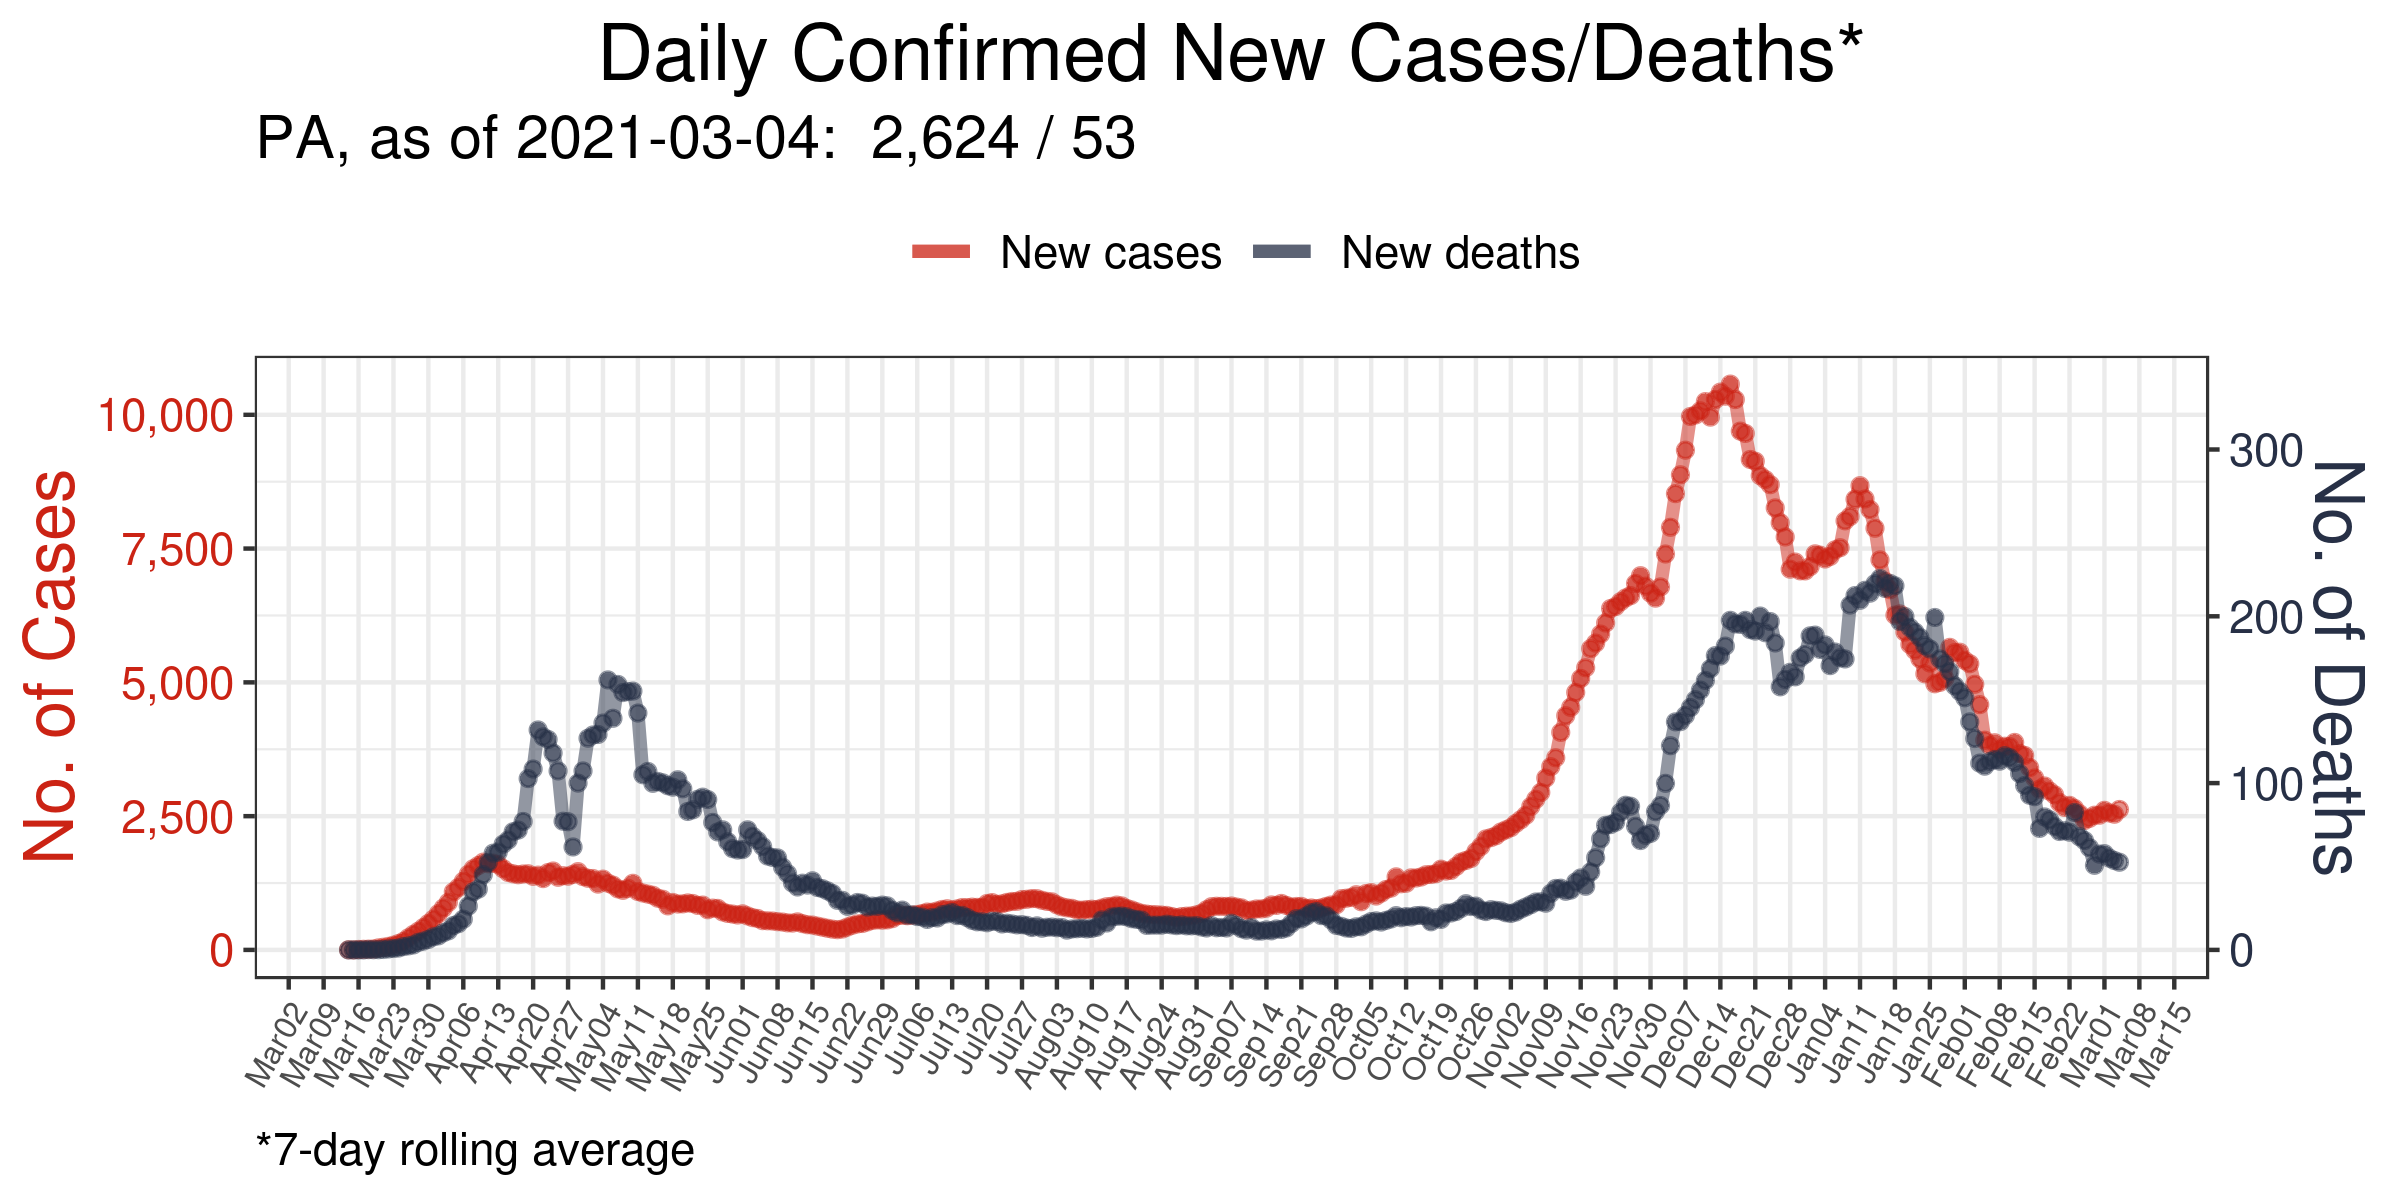 Daily Confirmed New Cases/Deaths*
PA, as of 2021-03-04:  2,624 / 53
New cases
New deaths
No. of Cases
10,000
7,500
5,000
2,500
0
300
200
100
0
No. of Deaths
Mar02
Mar09
Mar16
Mar23
Mar30
Apr06
Apr13
Apr20
Apr27
May04
May11
May18
May25
Jun01
Jun08
Jun15
Jun22
Jun29
Jul06
Jul13
Jul20
Jul27
Aug03
Aug10
Aug17
Aug24
Aug31
Sep07
Sep14
Sep21
Sep28
Oct05
Oct12
Oct19
Oct26
Nov02
Nov09
Nov16
Nov23
Nov30
Dec07
Dec14
Dec21
Dec28
Jan04
Jan11
Jan18
Jan25
Feb01
Feb08
Feb15
Feb22
Mar01
Mar08
Mar15
*7-day rolling average